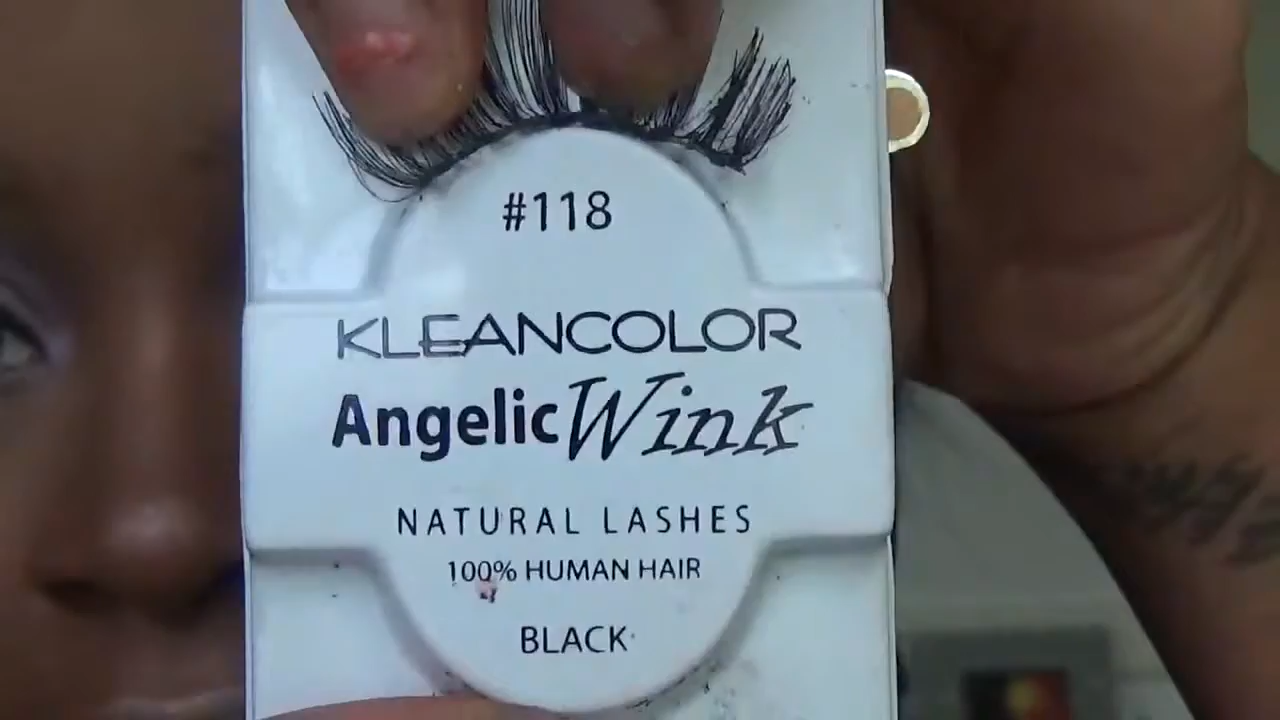 #118
KLEANCOLOR
Angelic Wink
NATURAL LASHES
100% HUMAN HAIR
BLACK